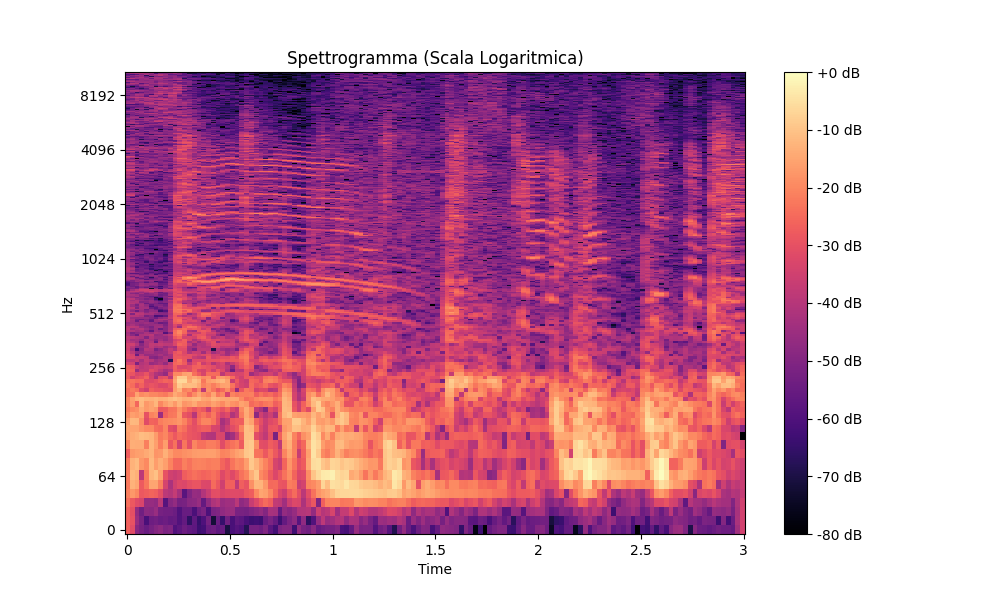 Spettrogramma (Scala Logaritmica)
Hz
8192
4096
2048
1024
512
256
128
64
0
0
0.5
1
1.5
2
2.5
3
Time
+0 dB
-10 dB
-20 dB
-30 dB
-40 dB
-50 dB
-60 dB
-70 dB
-80 dB